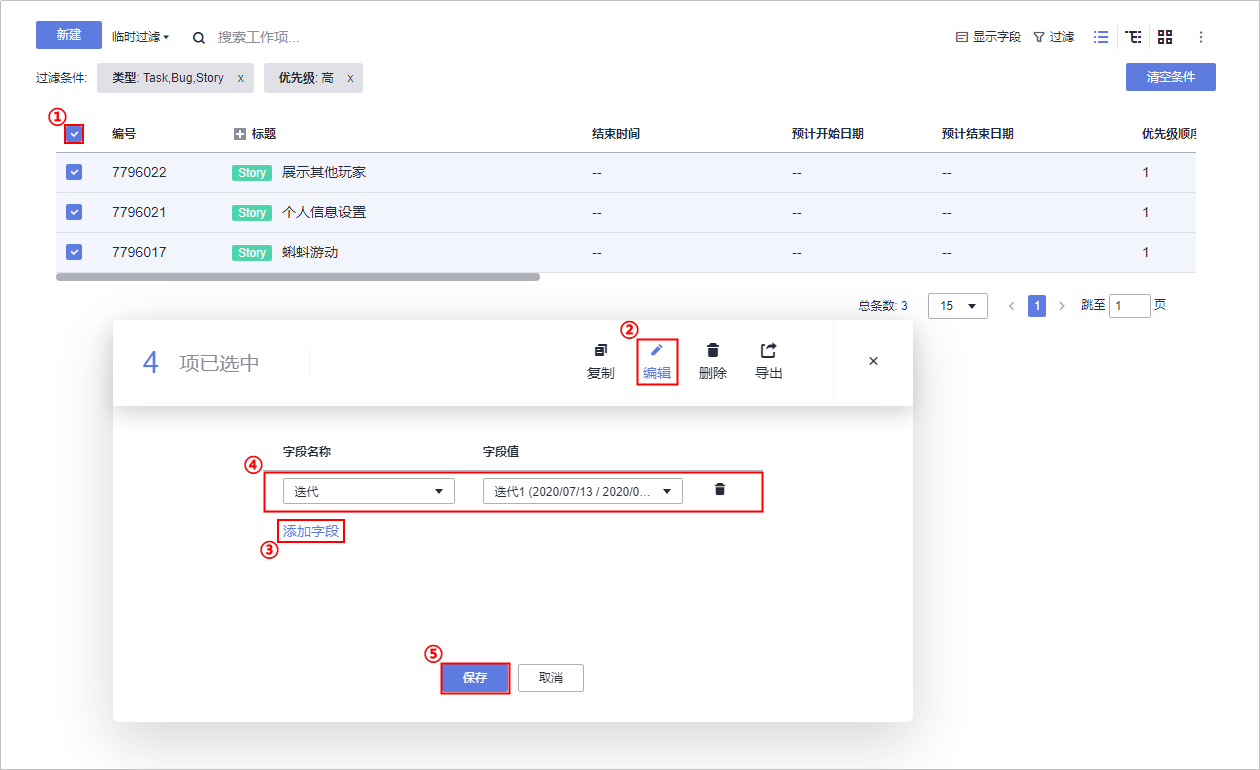 新建 临时过滤 搜索工作项... 显示字段 过滤
过滤条件: 类型: Task,Bug,Story x 优先级: 高 x 清空条件
①
编号 标题 结束时间 预计开始日期 预计结束日期 优先级顺序
7796022 Story 展示其他玩家 -- -- -- 1
7796021 Story 个人信息设置 -- -- -- 1
7796017 Story 蝌蚪游动 -- -- -- 1
总条数: 3 15 < 1 > 跳至 1 页
②
4 项已选中 复制 编辑 删除 导出 ×
字段名称 字段值
④
迭代 迭代1 (2020/07/13 / 2020/0...
添加字段
③
⑤
保存 取消